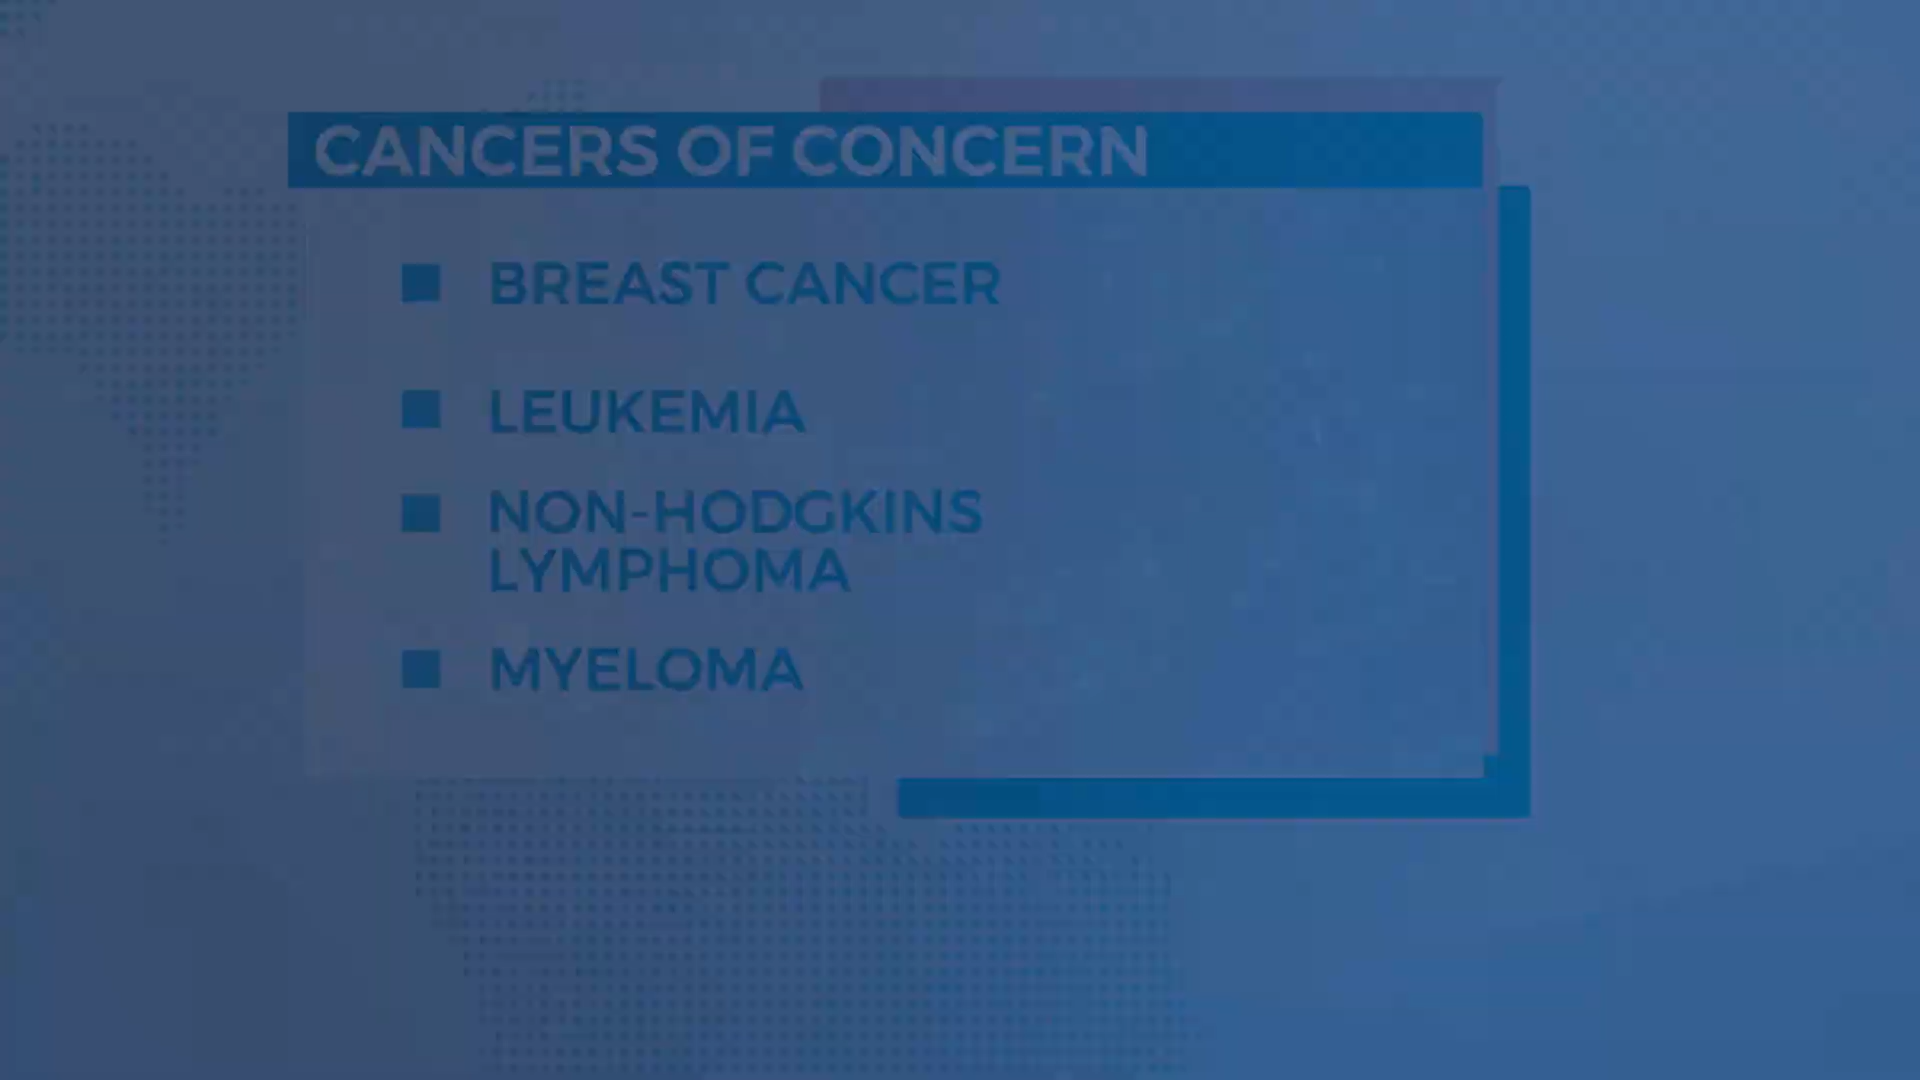 CANCERS OF CONCERN
BREAST CANCER
LEUKEMIA
NON-HODGKINS
LYMPHOMA
MYELOMA